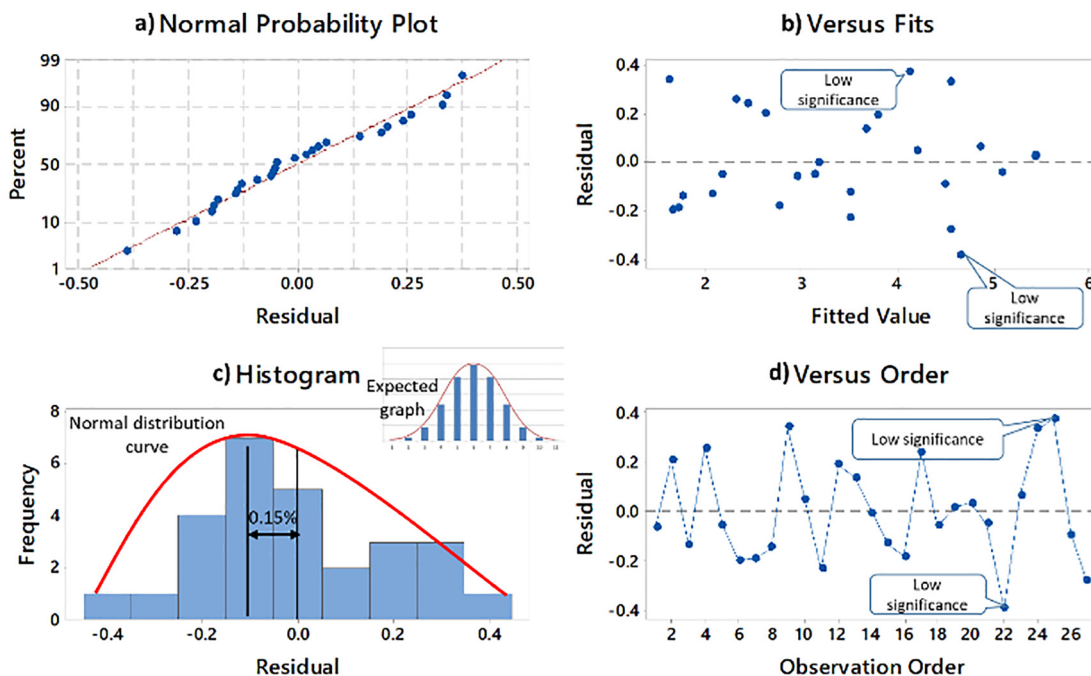 a) Normal Probability Plot
99
90
50
10
1
Percent
-0.50
-0.25
0.00
0.25
0.50
Residual
b) Versus Fits
0.4
0.2
0.0
-0.2
-0.4
Residual
Low
significance
Low
significance
2
3
4
5
6
Fitted Value
c) Histogram
Expected
graph
Normal distribution
curve
0.15%
8
6
4
2
0
Frequency
-0.4
-0.2
0.0
0.2
0.4
Residual
d) Versus Order
0.4
0.2
0.0
-0.2
-0.4
Residual
Low significance
Low
significance
2
4
6
8
10
12
14
16
18
20
22
24
26
Observation Order